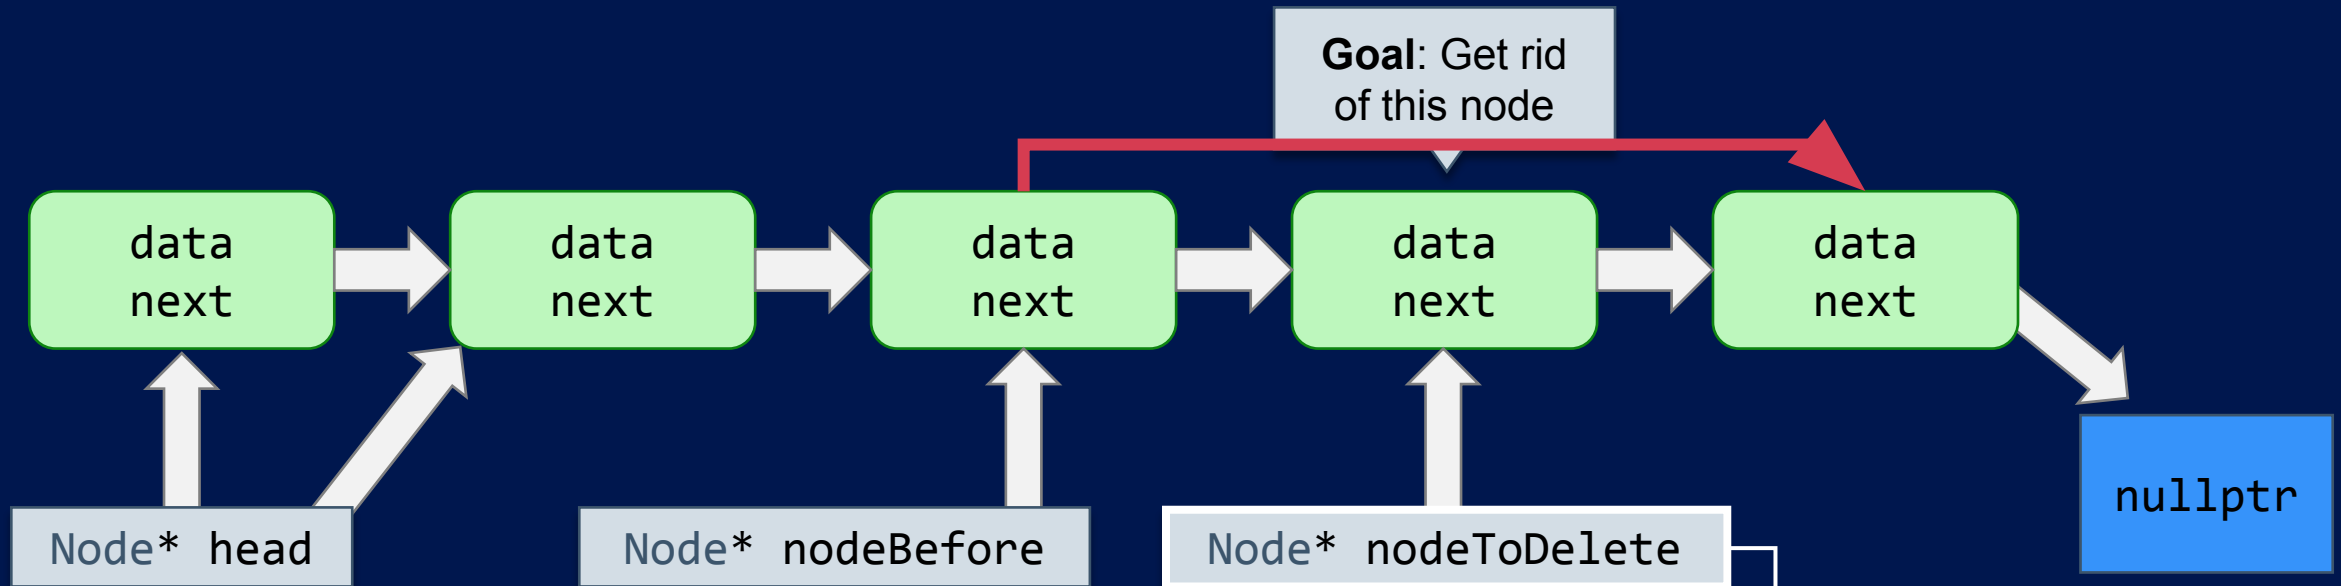 Goal: Get rid
of this node
data
next
data
next
data
next
data
next
data
next
Node* head
Node* nodeBefore
Node* nodeToDelete
nullptr